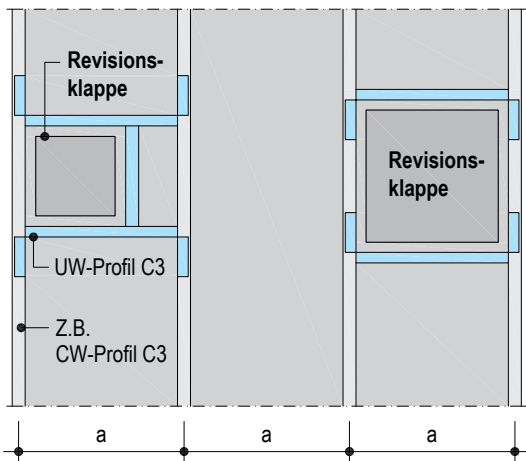 Revisions-
klappe
Revisions-
klappe
UW-Profil C3
Z.B.
CW-Profil C3
a
a
a